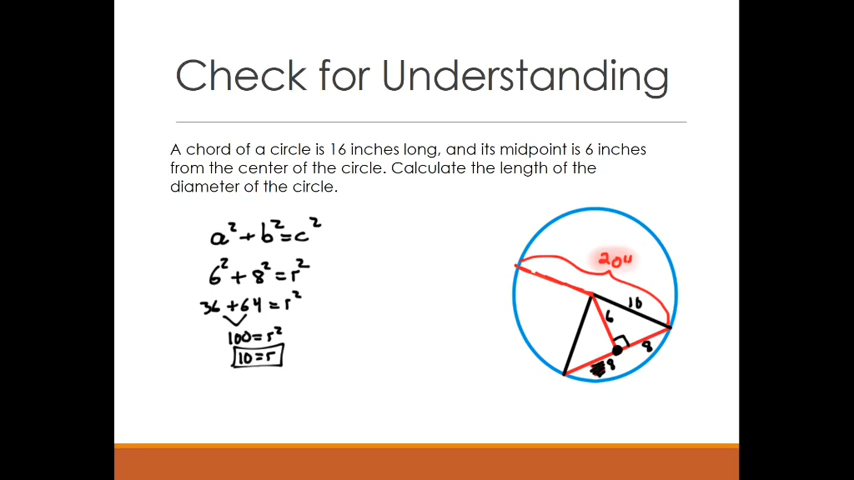 Check for Understanding
A chord of a circle is 16 inches long, and its midpoint is 6 inches
from the center of the circle. Calculate the length of the
diameter of the circle.
a²+b²=c²
6²+8²=r²
36+64=r²
100=r²
10=r
20"
10
6
8
8